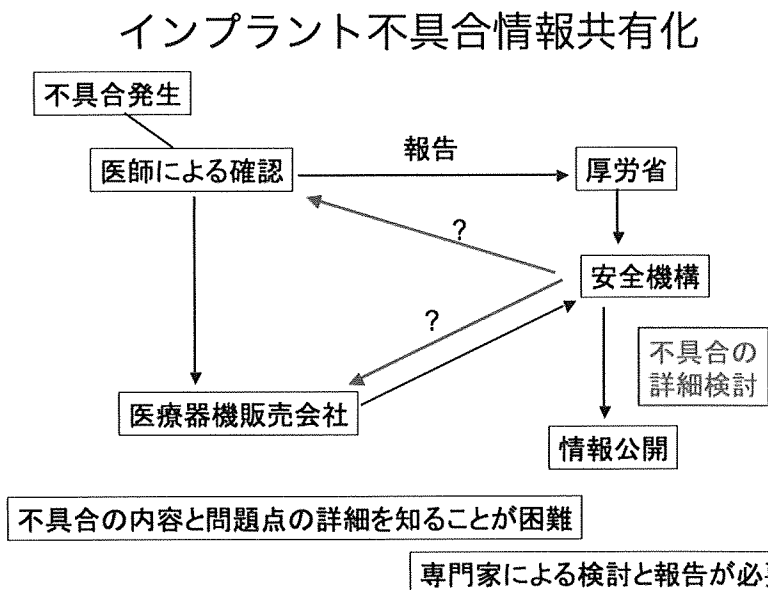 インプラント不具合情報共有化
不具合発生
医師による確認
報告
厚労省
?
安全機構
?
不具合の
詳細検討
医療器機販売会社
情報公開
不具合の内容と問題点の詳細を知ることが困難
専門家による検討と報告が必